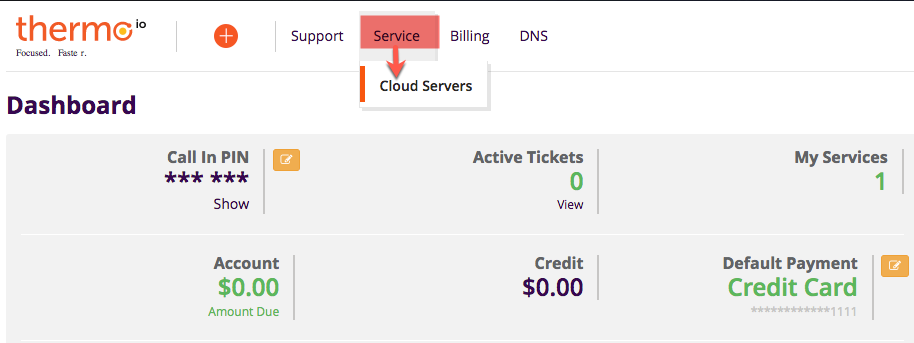 thermo io
Focused. Faste r.
Support Service Billing DNS
Cloud Servers
Dashboard
Call In PIN
*** ***
Show
Active Tickets
0
View
My Services
1
Account
$0.00
Amount Due
Credit
$0.00
Default Payment
Credit Card
************1111